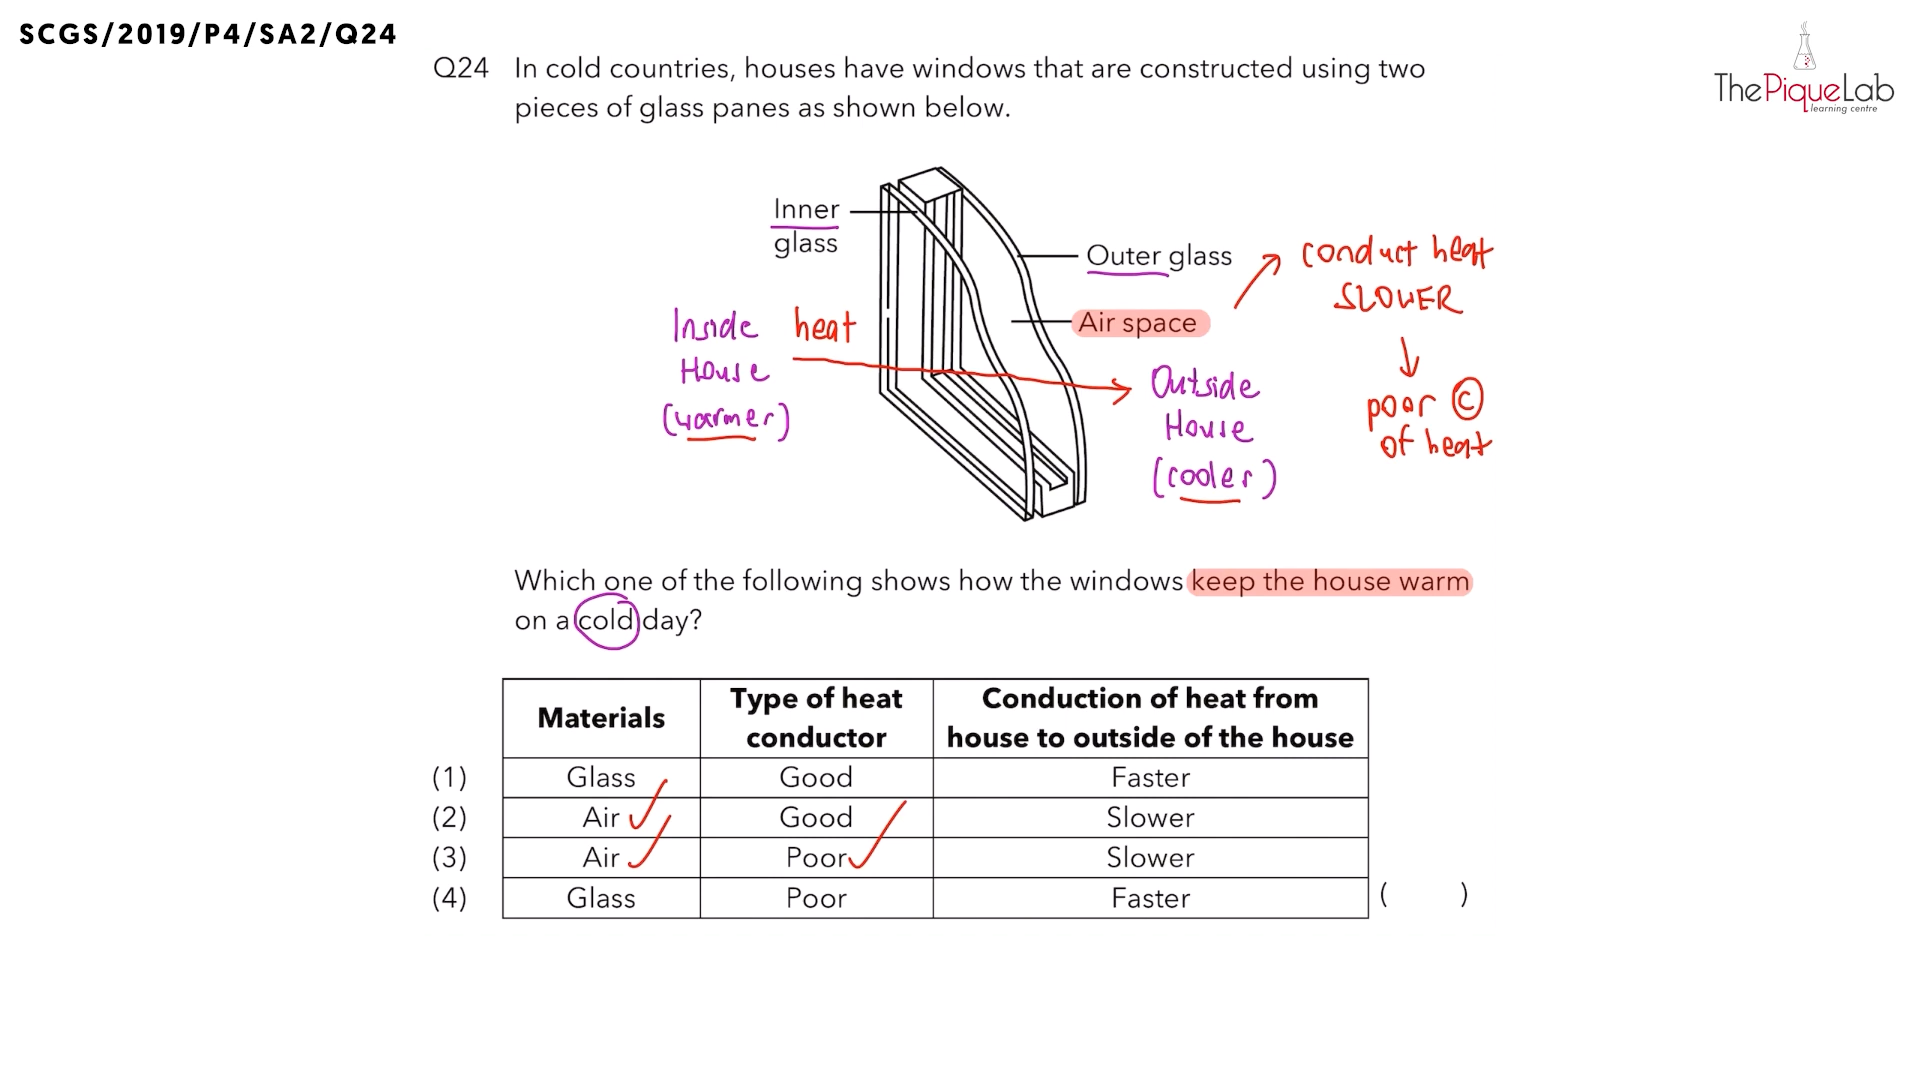 SCGS/2019/P4/SA2/Q24
ThePiqueLab
learning centre
Q24 In cold countries, houses have windows that are constructed using two
pieces of glass panes as shown below.
Inner
glass
Outer glass
Air space
conduct heat
SLOWER
poor ©
of heat
Inside
House
(warmer)
heat
Outside
House
(cooler)
Which one of the following shows how the windows keep the house warm
on a cold day?
Materials Type of heat conductor Conduction of heat from house to outside of the house
(1) Glass Good Faster
(2) Air Good Slower
(3) Air Poor Slower
(4) Glass Poor Faster ( )